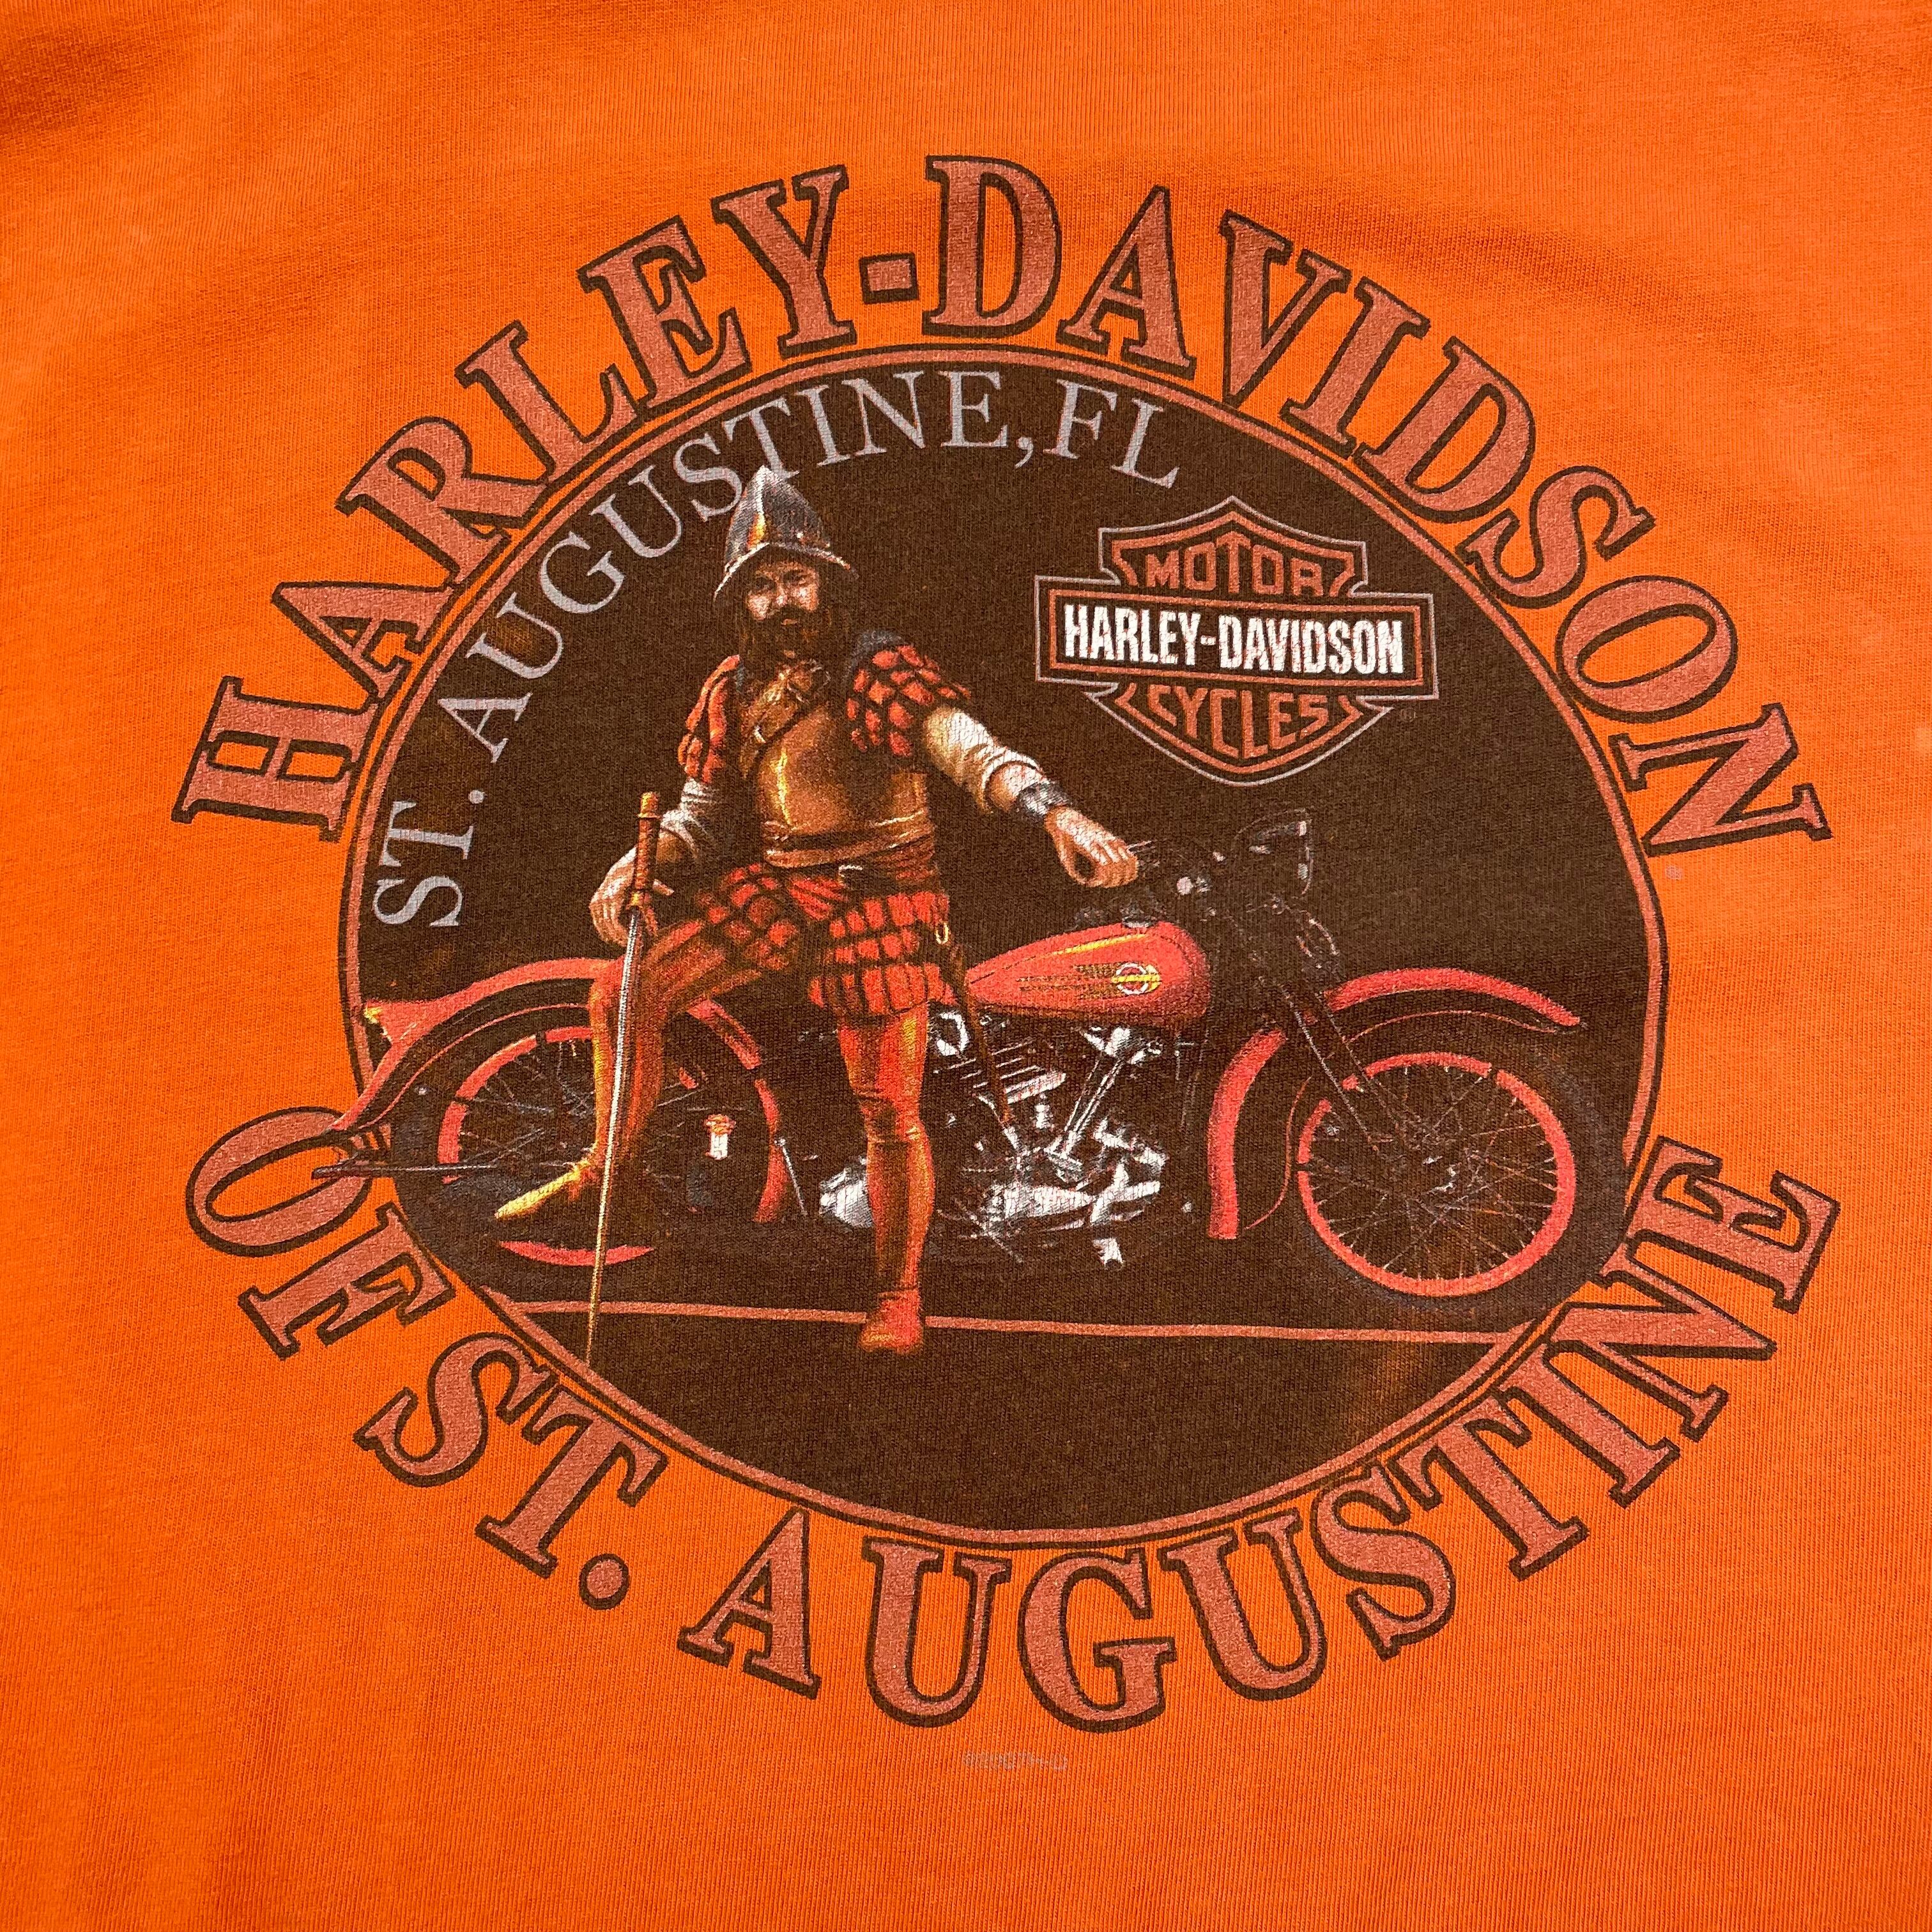 HARLEY-DAVIDSON
ST. AUGUSTINE, FL
MOTOR
HARLEY-DAVIDSON
CYCLES
OF ST. AUGUSTINE